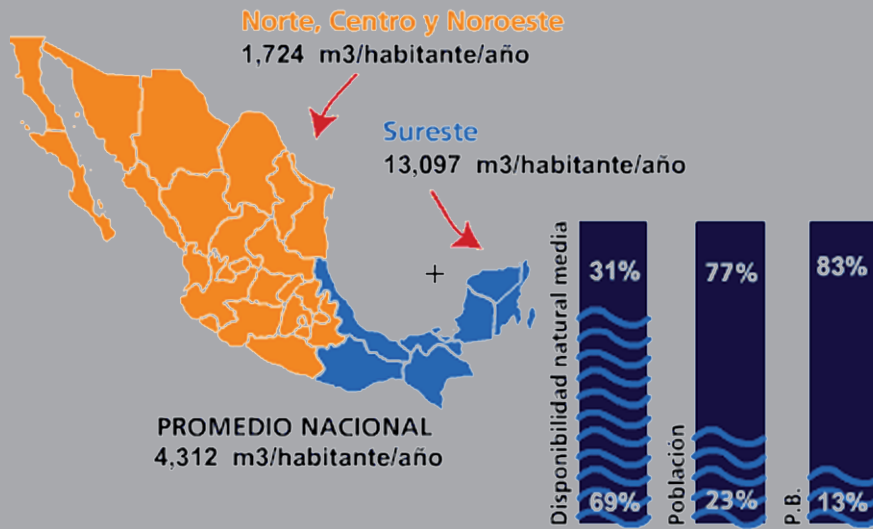 Norte, Centro y Noroeste
1,724 m3/habitante/año
Sureste
13,097 m3/habitante/año
PROMEDIO NACIONAL
4,312 m3/habitante/año
Disponibilidad natural media
31%
69%
Población
77%
23%
P.B.
83%
13%